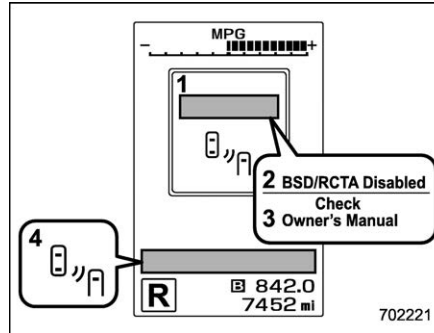 MPG
- +
1
2 BSD/RCTA Disabled
Check
3 Owner's Manual
4
R
B 842.0
7452 mi
702221